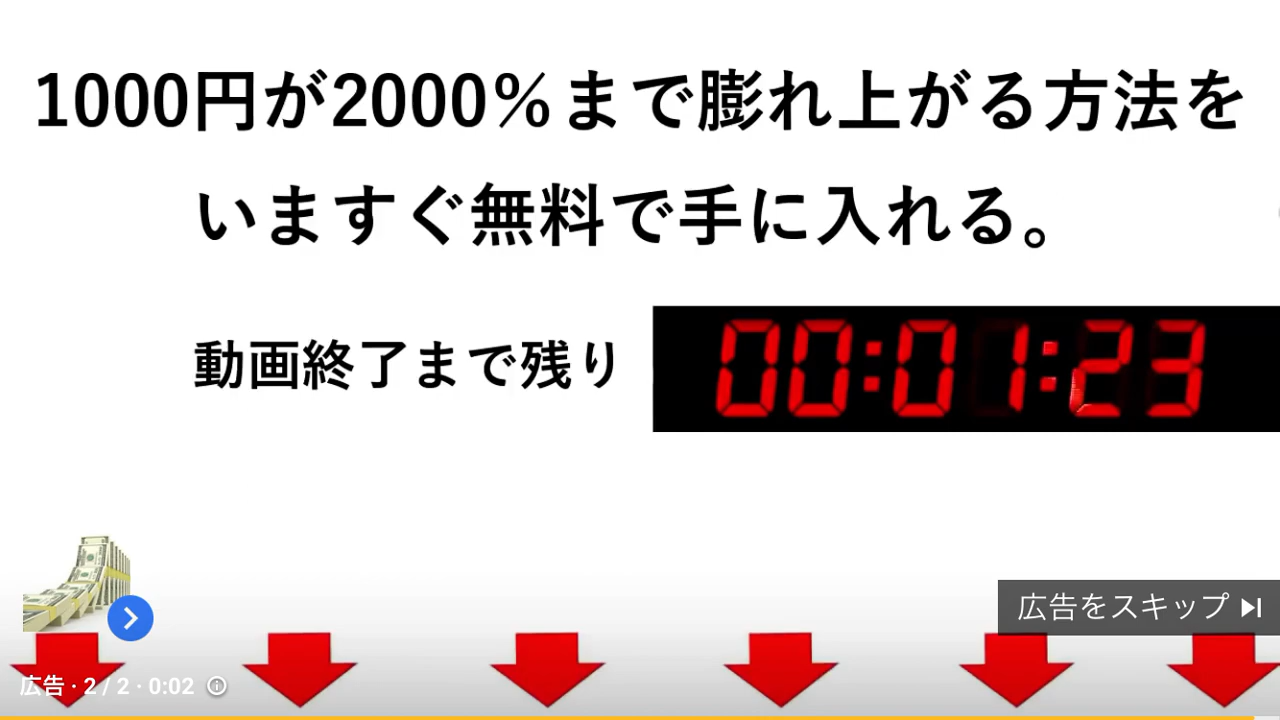 1000円が2000%まで膨れ上がる方法を
いますぐ無料で手に入れる。
動画終了まで残り
00:01:23
広告をスキップ
広告・2 / 2・0:02